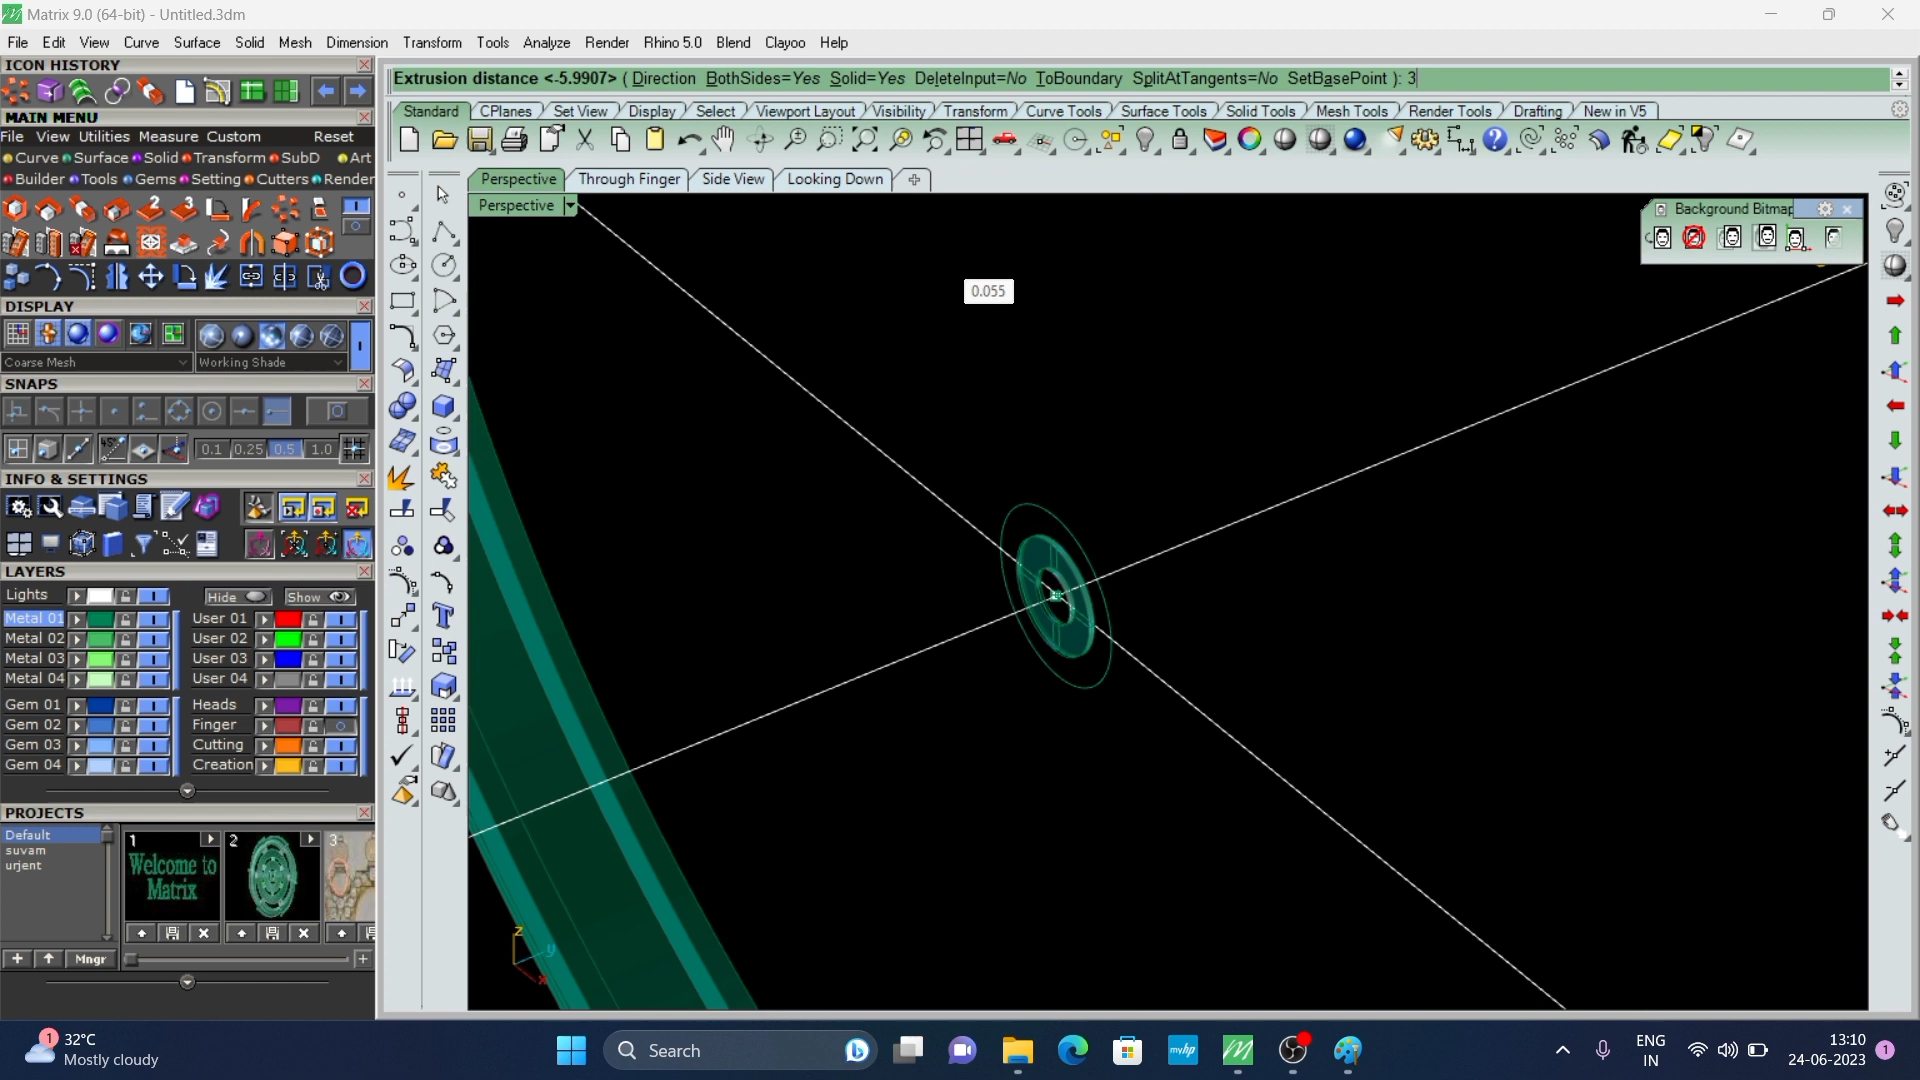 Matrix 9.0 (64-bit) - Untitled.3dm
File Edit View Curve Surface Solid Mesh Dimension Transform Tools Analyze Render Rhino 5.0 Blend Clayoo Help
ICON HISTORY
Extrusion distance <-5.9907> ( Direction BothSides=Yes Solid=Yes DeleteInput=No ToBoundary SplitAtTangents=No SetBasePoint ): 3
Standard CPlanes Set View Display Select Viewport Layout Visibility Transform Curve Tools Surface Tools Solid Tools Mesh Tools Render Tools Drafting New in V5
MAIN MENU
File View Utilities Measure Custom Reset
Curve Surface Solid Transform SubD Art
Builder Tools Gems Setting Cutters Render
Perspective Through Finger Side View Looking Down
Perspective
Background Bitmap
0.055
DISPLAY
Coarse Mesh Working Shade
SNAPS
0.1 0.25 0.5 1.0
INFO & SETTINGS
LAYERS
Lights Hide Show
Metal 01 User 01
Metal 02 User 02
Metal 03 User 03
Metal 04 User 04
Gem 01 Heads
Gem 02 Finger
Gem 03 Cutting
Gem 04 Creation
PROJECTS
Default
suvam
urjent
1 2 3
Welcome to
Matrix
Mngr
z
y
x
1 32°C
Mostly cloudy
Search
myhp
ENG
IN
13:10
24-06-2023
1